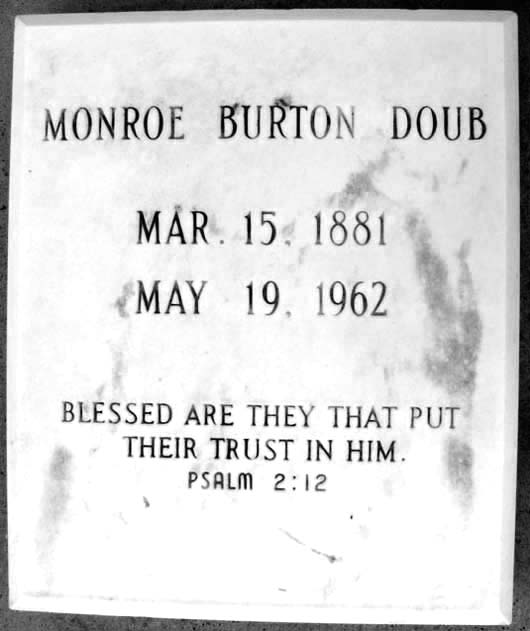 MONROE BURTON DOUB
MAR. 15, 1881
MAY 19, 1962
BLESSED ARE THEY THAT PUT
THEIR TRUST IN HIM.
PSALM 2:12